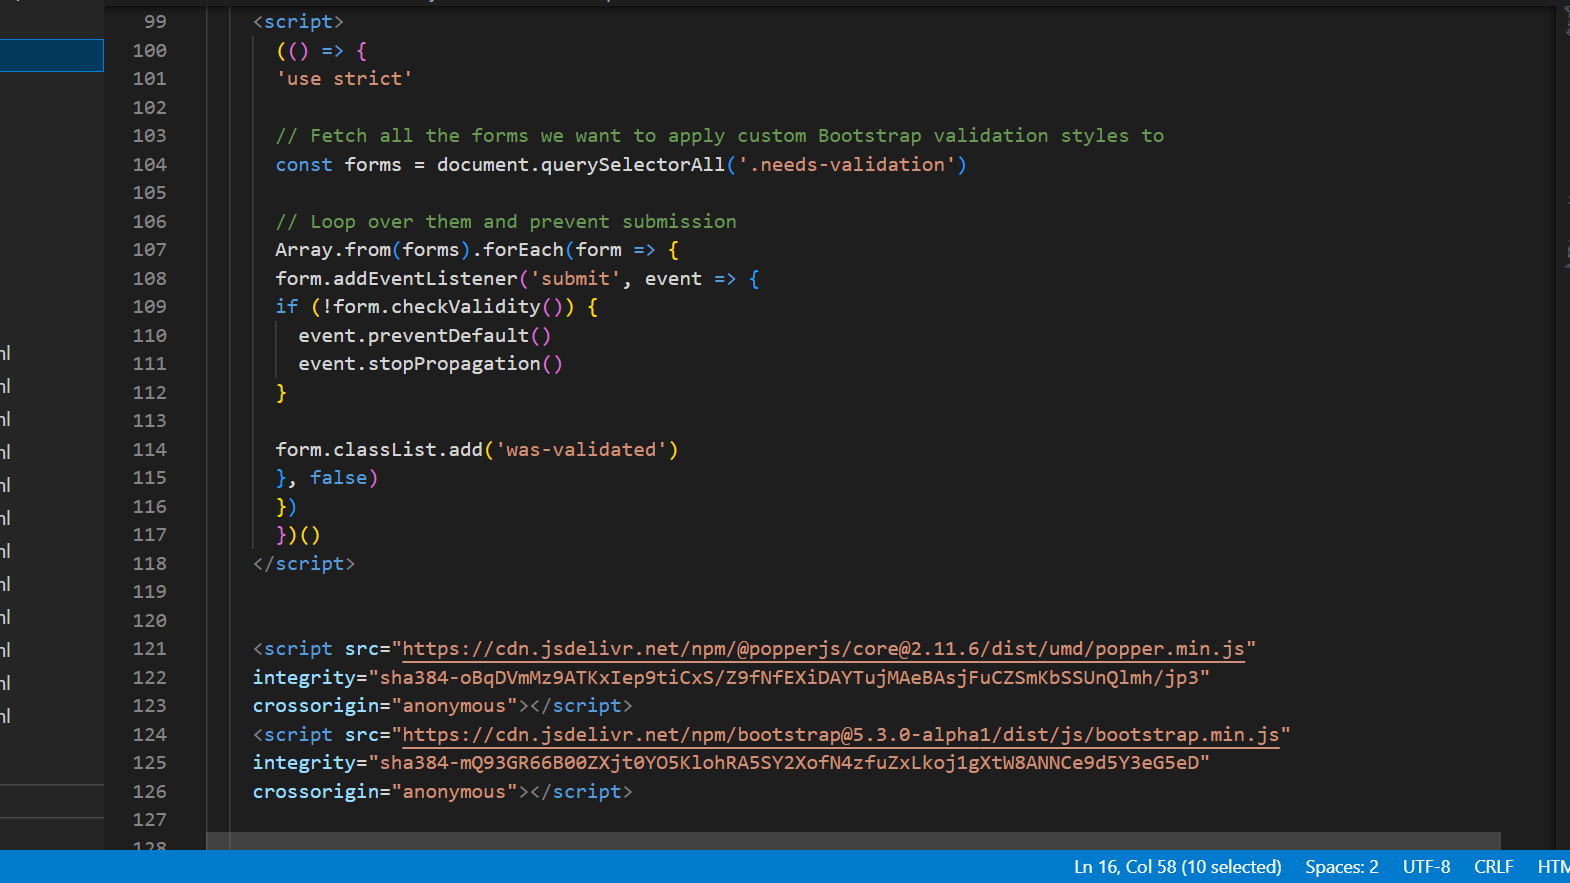 99 <script>
100 (() => {
101 'use strict'
102
103 // Fetch all the forms we want to apply custom Bootstrap validation styles to
104 const forms = document.querySelectorAll('.needs-validation')
105
106 // Loop over them and prevent submission
107 Array.from(forms).forEach(form => {
108 form.addEventListener('submit', event => {
109 if (!form.checkValidity()) {
110 event.preventDefault()
111 event.stopPropagation()
112 }
113
114 form.classList.add('was-validated')
115 }, false)
116 })
117 })()
118 </script>
119
120
121 <script src="https://cdn.jsdelivr.net/npm/@popperjs/core@2.11.6/dist/umd/popper.min.js"
122 integrity="sha384-oBqDVmMz9ATKxIep9tiCxS/Z9fNfEXiDAYTujMAeBAsjFuCZSmKbSSUnQlmh/jp3"
123 crossorigin="anonymous"></script>
124 <script src="https://cdn.jsdelivr.net/npm/bootstrap@5.3.0-alpha1/dist/js/bootstrap.min.js"
125 integrity="sha384-mQ93GR66B00ZXjt0YO5KlohRA5SY2XofN4zfuZxLkoj1gXtW8ANNCe9d5Y3eG5eD"
126 crossorigin="anonymous"></script>
127
128
Ln 16, Col 58 (10 selected) Spaces: 2 UTF-8 CRLF HTM